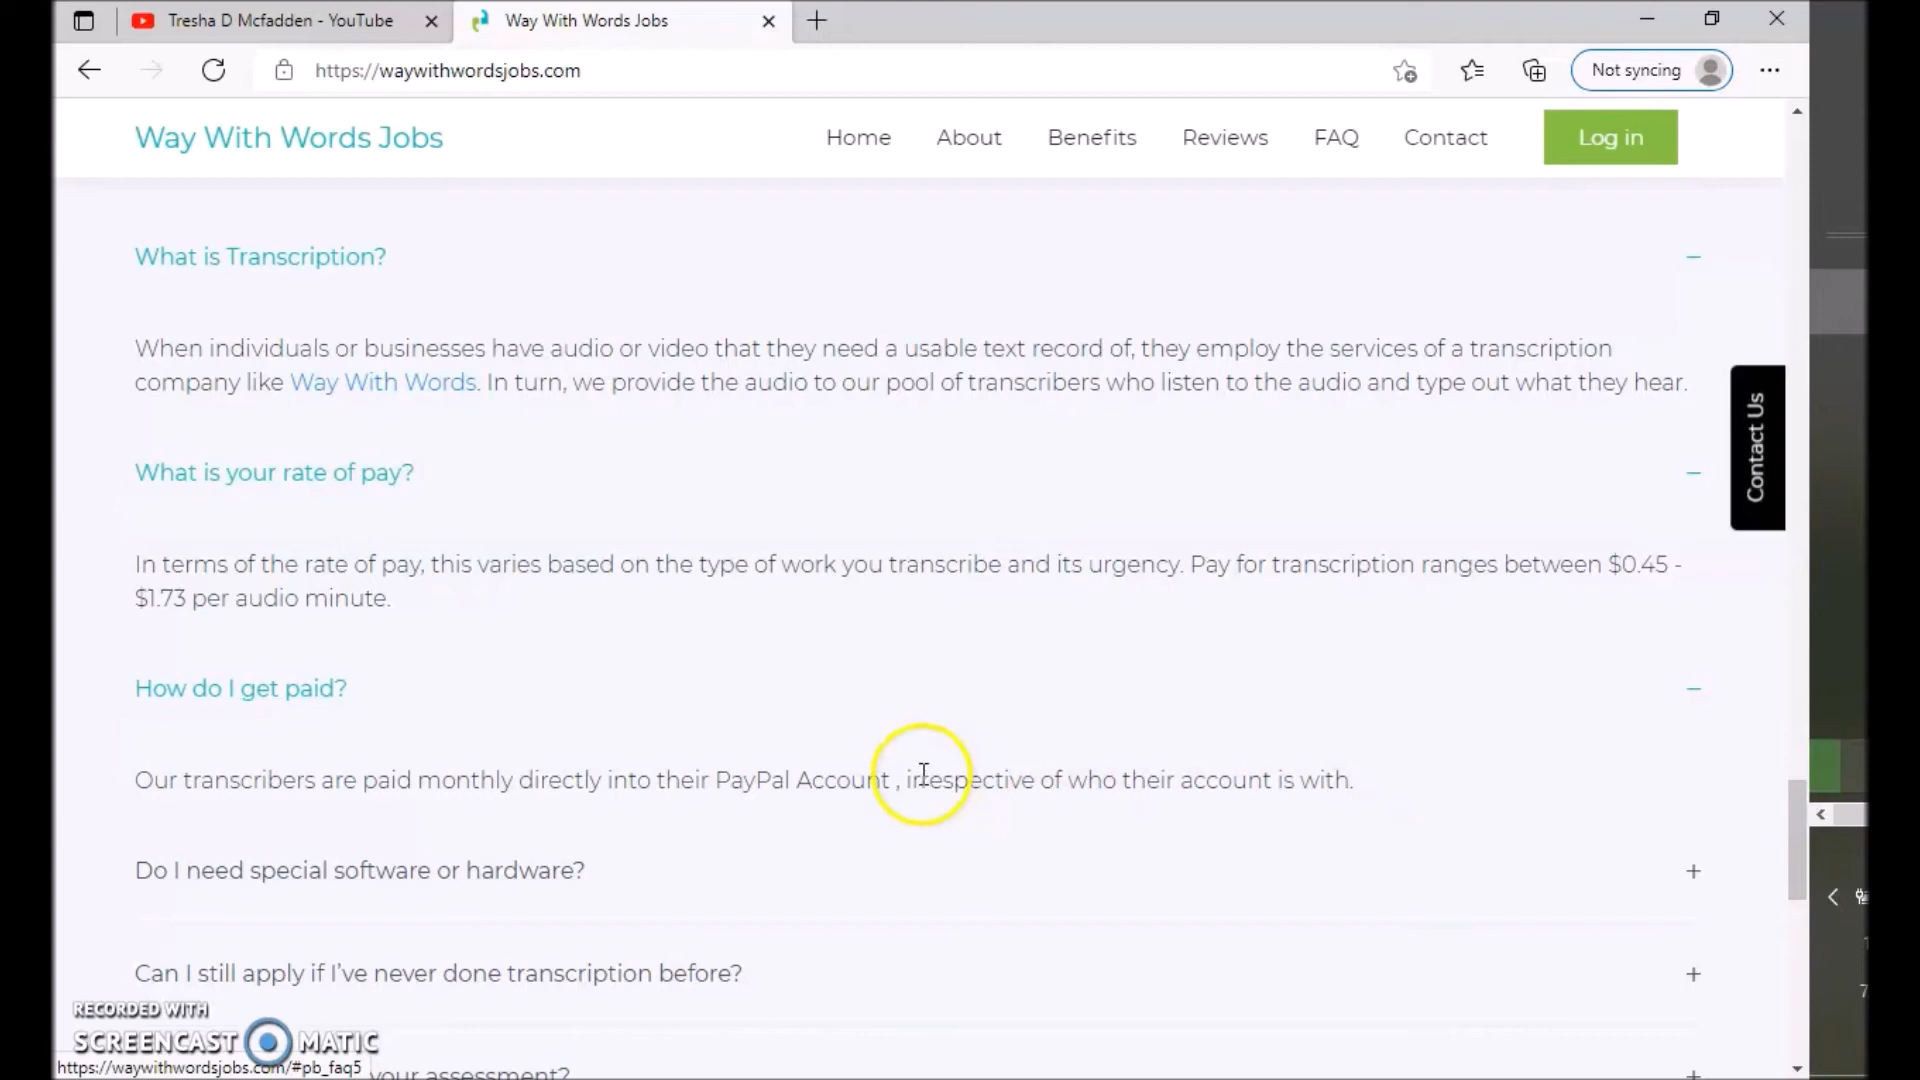 Tresha D Mcfadden - YouTube
Way With Words Jobs
https://waywithwordsjobs.com
Not syncing
Way With Words Jobs
Home About Benefits Reviews FAQ Contact Log in
What is Transcription?
When individuals or businesses have audio or video that they need a usable text record of, they employ the services of a transcription
company like Way With Words. In turn, we provide the audio to our pool of transcribers who listen to the audio and type out what they hear.
Contact Us
What is your rate of pay?
In terms of the rate of pay, this varies based on the type of work you transcribe and its urgency. Pay for transcription ranges between $0.45 -
$1.73 per audio minute.
How do I get paid?
Our transcribers are paid monthly directly into their PayPal Account , irrespective of who their account is with.
Do I need special software or hardware?
Can I still apply if I've never done transcription before?
RECORDED WITH
SCREENCAST MATIC
https://waywithwordsjobs.com/#pb_faq5
your assessment?